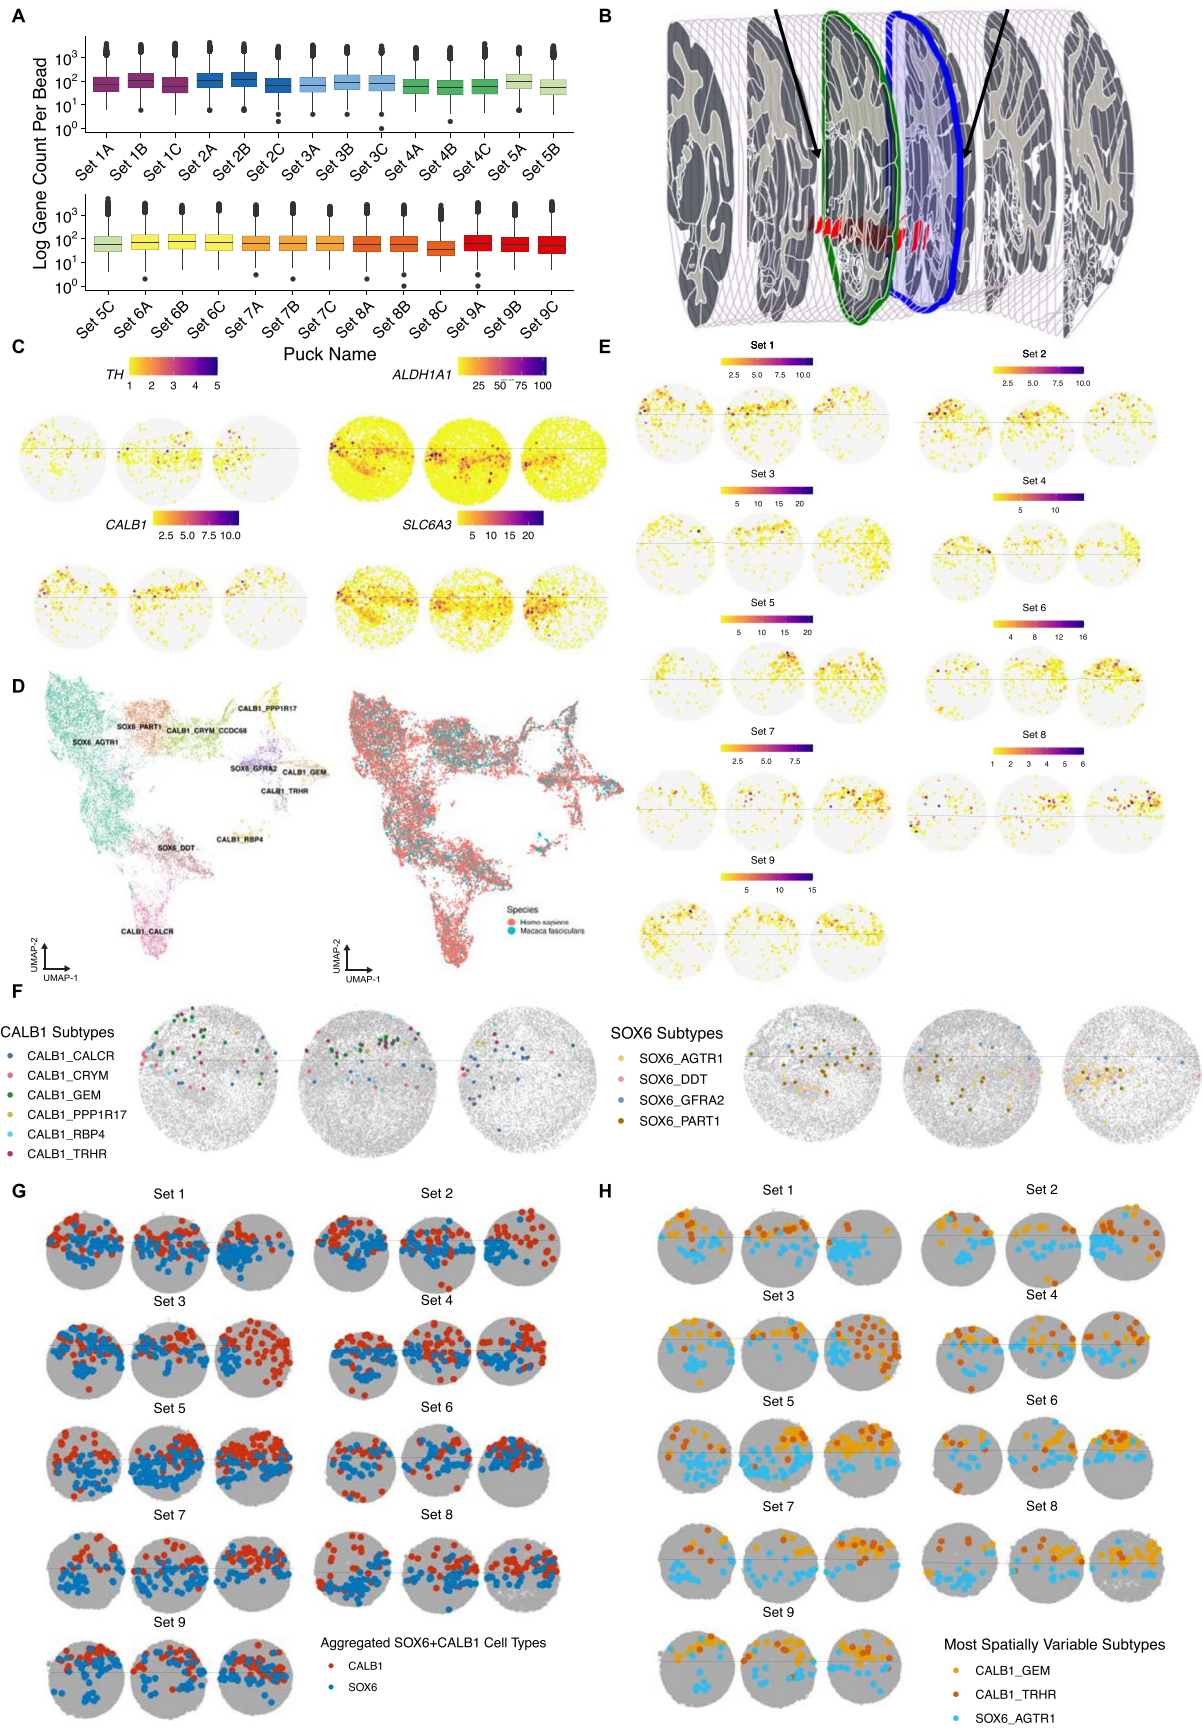 A
Log Gene Count Per Bead
10³
10²
10¹
10⁰
Set 1A Set 1B Set 1C Set 2A Set 2B Set 2C Set 3A Set 3B Set 3C Set 4A Set 4B Set 4C Set 5A Set 5B
10³
10²
10¹
10⁰
Set 5C Set 6A Set 6B Set 6C Set 7A Set 7B Set 7C Set 8A Set 8B Set 8C Set 9A Set 9B Set 9C
Puck Name
B
C
TH
1 2 3 4 5
ALDH1A1
25 50 75 100
CALB1
2.5 5.0 7.5 10.0
SLC6A3
5 10 15 20
D
CALB1_PPP1R17
SOX6_PART1
CALB1_CRYM_CCDC68
SOX6_AGTR1
SOX6_GFRA2
CALB1_GEM
CALB1_TRHR
CALB1_RBP4
SOX6_DDT
CALB1_CALCR
UMAP-2
UMAP-1
Species
Homo sapiens
Macaca fascicularis
UMAP-2
UMAP-1
E
Set 1
2.5 5.0 7.5 10.0
Set 2
2.5 5.0 7.5 10.0
Set 3
5 10 15 20
Set 4
5 10
Set 5
5 10 15 20
Set 6
4 8 12 16
Set 7
2.5 5.0 7.5
Set 8
1 2 3 4 5 6
Set 9
5 10 15
F
CALB1 Subtypes
CALB1_CALCR
CALB1_CRYM
CALB1_GEM
CALB1_PPP1R17
CALB1_RBP4
CALB1_TRHR
SOX6 Subtypes
SOX6_AGTR1
SOX6_DDT
SOX6_GFRA2
SOX6_PART1
G
Set 1
Set 2
Set 3
Set 4
Set 5
Set 6
Set 7
Set 8
Set 9
Aggregated SOX6+CALB1 Cell Types
CALB1
SOX6
H
Set 1
Set 2
Set 3
Set 4
Set 5
Set 6
Set 7
Set 8
Set 9
Most Spatially Variable Subtypes
CALB1_GEM
CALB1_TRHR
SOX6_AGTR1